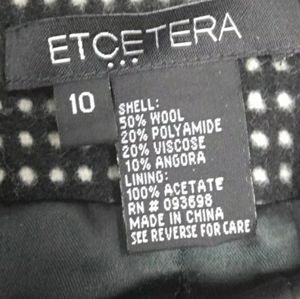 ETCETERA
10
SHELL:
50% WOOL
20% POLYAMIDE
20% VISCOSE
10% ANGORA
LINING:
100% ACETATE
RN # 093698
MADE IN CHINA
SEE REVERSE FOR CARE